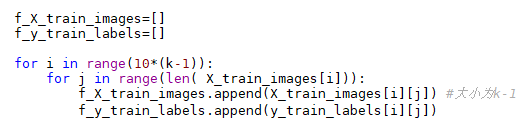 f_X_train_images=[]
f_y_train_labels=[]
for i in range(10*(k-1)):
    for j in range(len( X_train_images[i])):
        f_X_train_images.append(X_train_images[i][j]) #大小为k-1
        f_y_train_labels.append(y_train_labels[i][j])